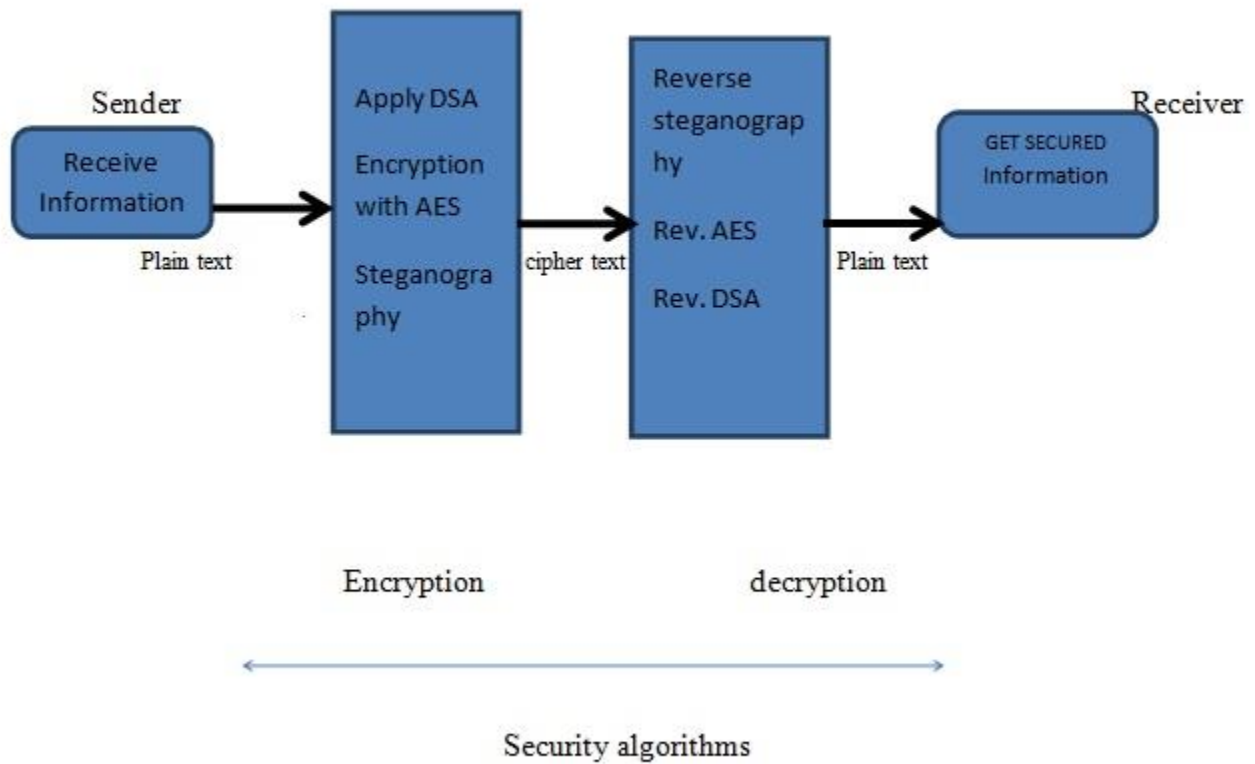 Sender
Receive
Information
Plain text
Apply DSA
Encryption
with AES
Steganogra
phy
cipher text
Reverse
steganograp
hy
Rev. AES
Rev. DSA
Plain text
Receiver
GET SECURED
Information
Encryption
decryption
Security algorithms